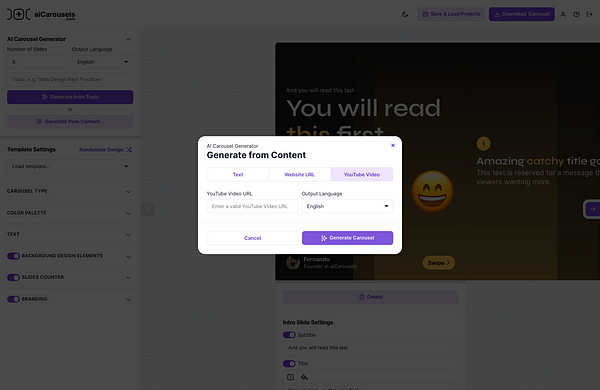 aiCarousels
.com
Save & Load Projects
Download Carousel
AI Carousel Generator
Number of Slides
Output Language
8
English
Topic, e.g. Web Design Best Practices
Generate from Topic
or
Generate from Content...
Template Settings
Randomize Design
Load template...
CAROUSEL TYPE
COLOR PALETTE
TEXT
BACKGROUND DESIGN ELEMENTS
SLIDES COUNTER
BRANDING
And you will read this last
You will read
this first
1
Amazing catchy title go
This text is reserved for a message th
viewers wanting more.
Fernando
Founder at aiCarousels
Swipe
AI Carousel Generator
Generate from Content
Text
Website URL
YouTube Video
YouTube Video URL
Output Language
Enter a valid YouTube Video URL
English
Cancel
Generate Carousel
Delete
Intro Slide Settings
Subtitle
And you will read this last
Title